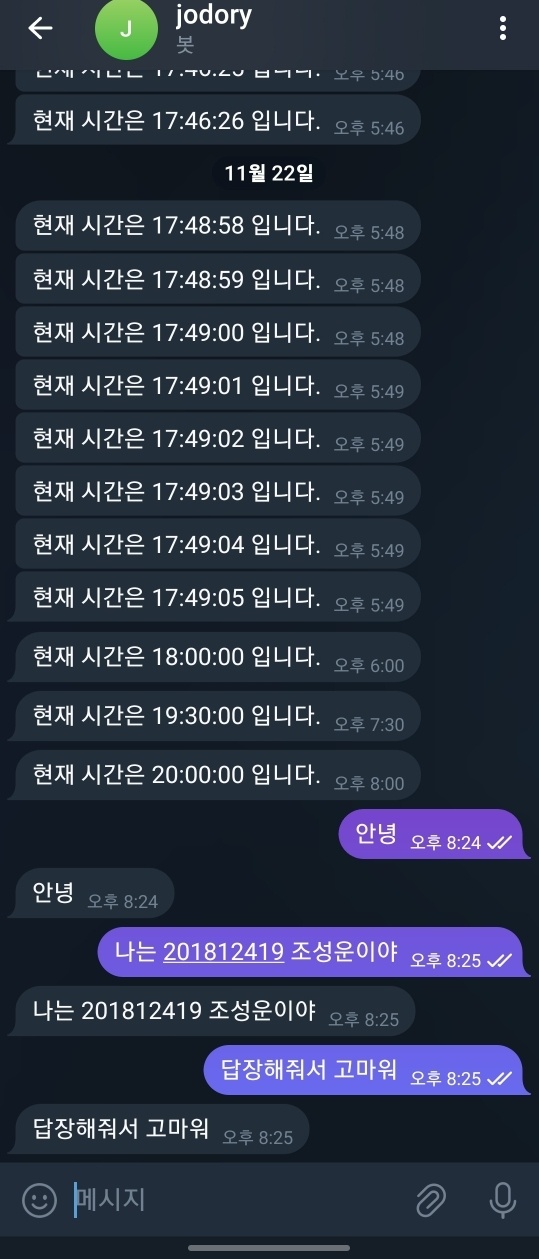 J
jodory
봇
현재 시간은 17:46:25 입니다. 오후 5:46
현재 시간은 17:46:26 입니다. 오후 5:46
11월 22일
현재 시간은 17:48:58 입니다. 오후 5:48
현재 시간은 17:48:59 입니다. 오후 5:48
현재 시간은 17:49:00 입니다. 오후 5:48
현재 시간은 17:49:01 입니다. 오후 5:49
현재 시간은 17:49:02 입니다. 오후 5:49
현재 시간은 17:49:03 입니다. 오후 5:49
현재 시간은 17:49:04 입니다. 오후 5:49
현재 시간은 17:49:05 입니다. 오후 5:49
현재 시간은 18:00:00 입니다. 오후 6:00
현재 시간은 19:30:00 입니다. 오후 7:30
현재 시간은 20:00:00 입니다. 오후 8:00
안녕 오후 8:24
안녕 오후 8:24
나는 201812419 조성운이야 오후 8:25
나는 201812419 조성운이야 오후 8:25
답장해줘서 고마워 오후 8:25
답장해줘서 고마워 오후 8:25
메시지